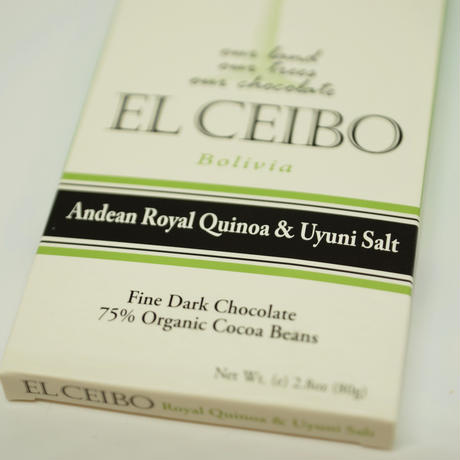 our land
our trees
our chocolate
EL CEIBO
Bolivia
Andean Royal Quinoa & Uyuni Salt
Fine Dark Chocolate
75% Organic Cocoa Beans
Net Wt. (e) 2.8oz (80g)
EL CEIBO Royal Quinoa & Uyuni Salt